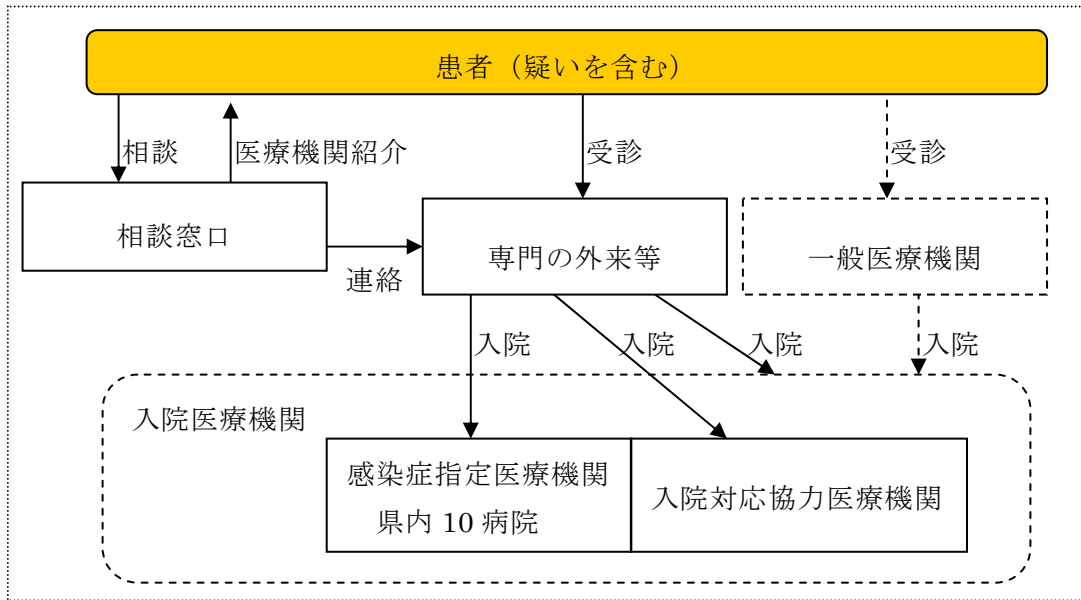 患者（疑いを含む）
相談
医療機関紹介
受診
受診
相談窓口
専門の外来等
一般医療機関
連絡
入院
入院
入院
入院
入院医療機関
感染症指定医療機関
県内 10 病院
入院対応協力医療機関